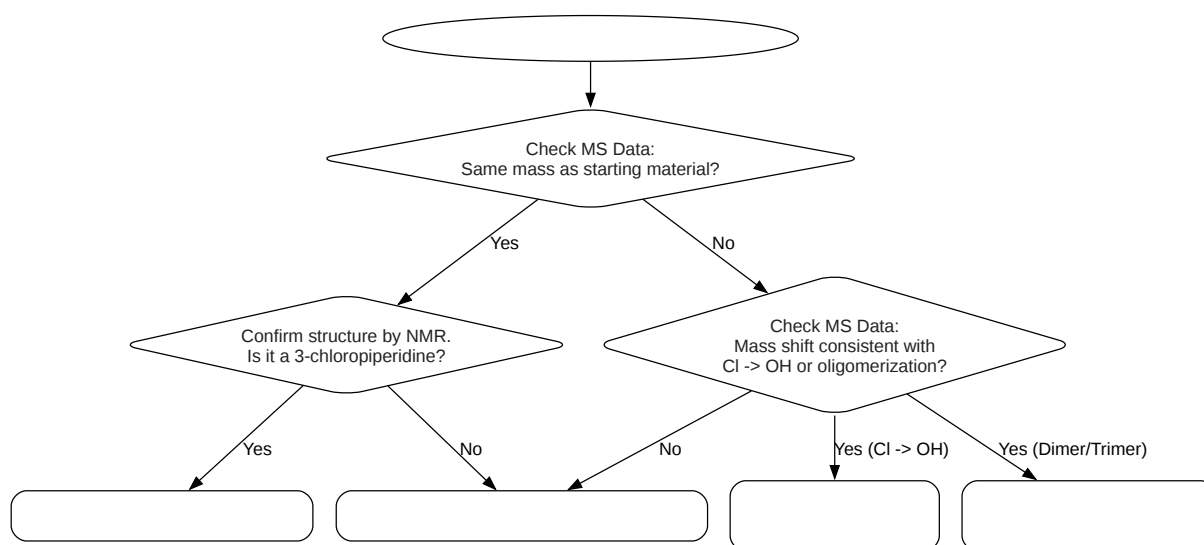 Check MS Data:
Same mass as starting material?
Yes
No
Confirm structure by NMR.
Is it a 3-chloropiperidine?
Check MS Data:
Mass shift consistent with
Cl -> OH or oligomerization?
Yes
No
No
Yes (Cl -> OH)
Yes (Dimer/Trimer)